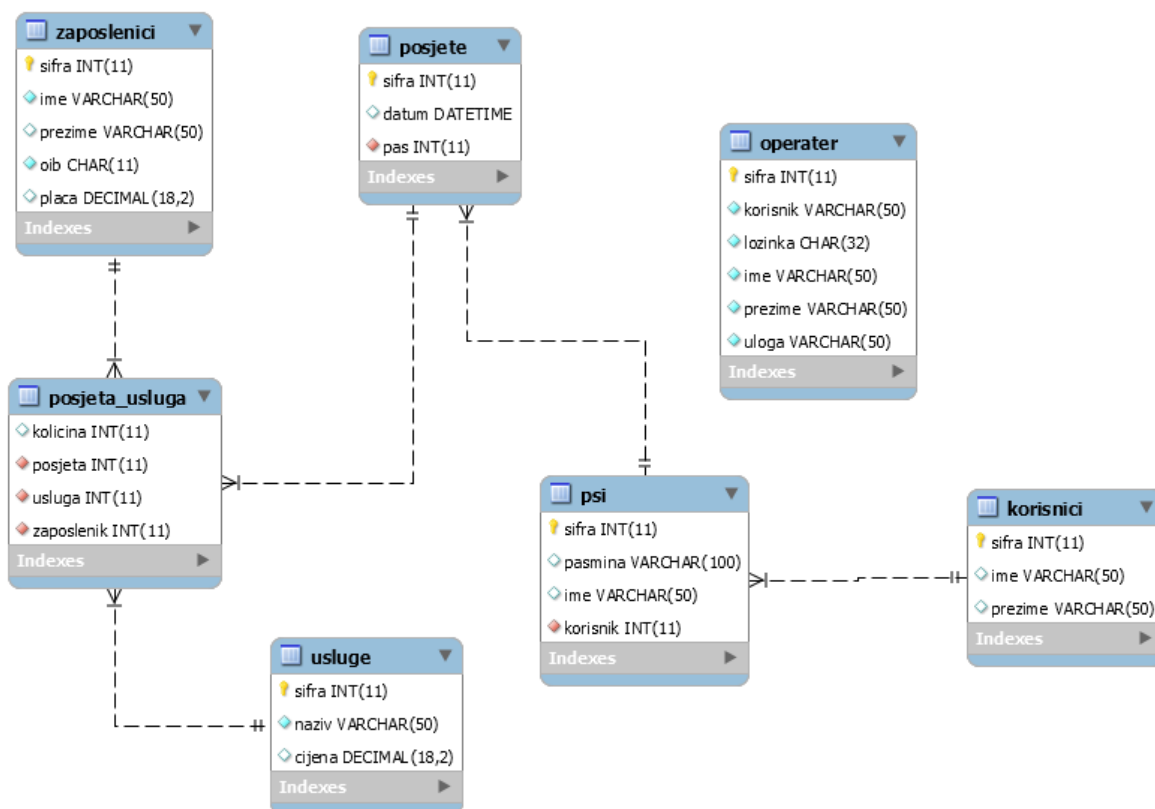 zaposlenici
sifra INT(11)
ime VARCHAR(50)
prezime VARCHAR(50)
oib CHAR(11)
placa DECIMAL(18,2)
Indexes
posjete
sifra INT(11)
datum DATETIME
pas INT(11)
Indexes
operater
sifra INT(11)
korisnik VARCHAR(50)
lozinka CHAR(32)
ime VARCHAR(50)
prezime VARCHAR(50)
uloga VARCHAR(50)
Indexes
posjeta_usluga
kolicina INT(11)
posjeta INT(11)
usluga INT(11)
zaposlenik INT(11)
Indexes
psi
sifra INT(11)
pasmina VARCHAR(100)
ime VARCHAR(50)
korisnik INT(11)
Indexes
korisnici
sifra INT(11)
ime VARCHAR(50)
prezime VARCHAR(50)
Indexes
usluge
sifra INT(11)
naziv VARCHAR(50)
cijena DECIMAL(18,2)
Indexes